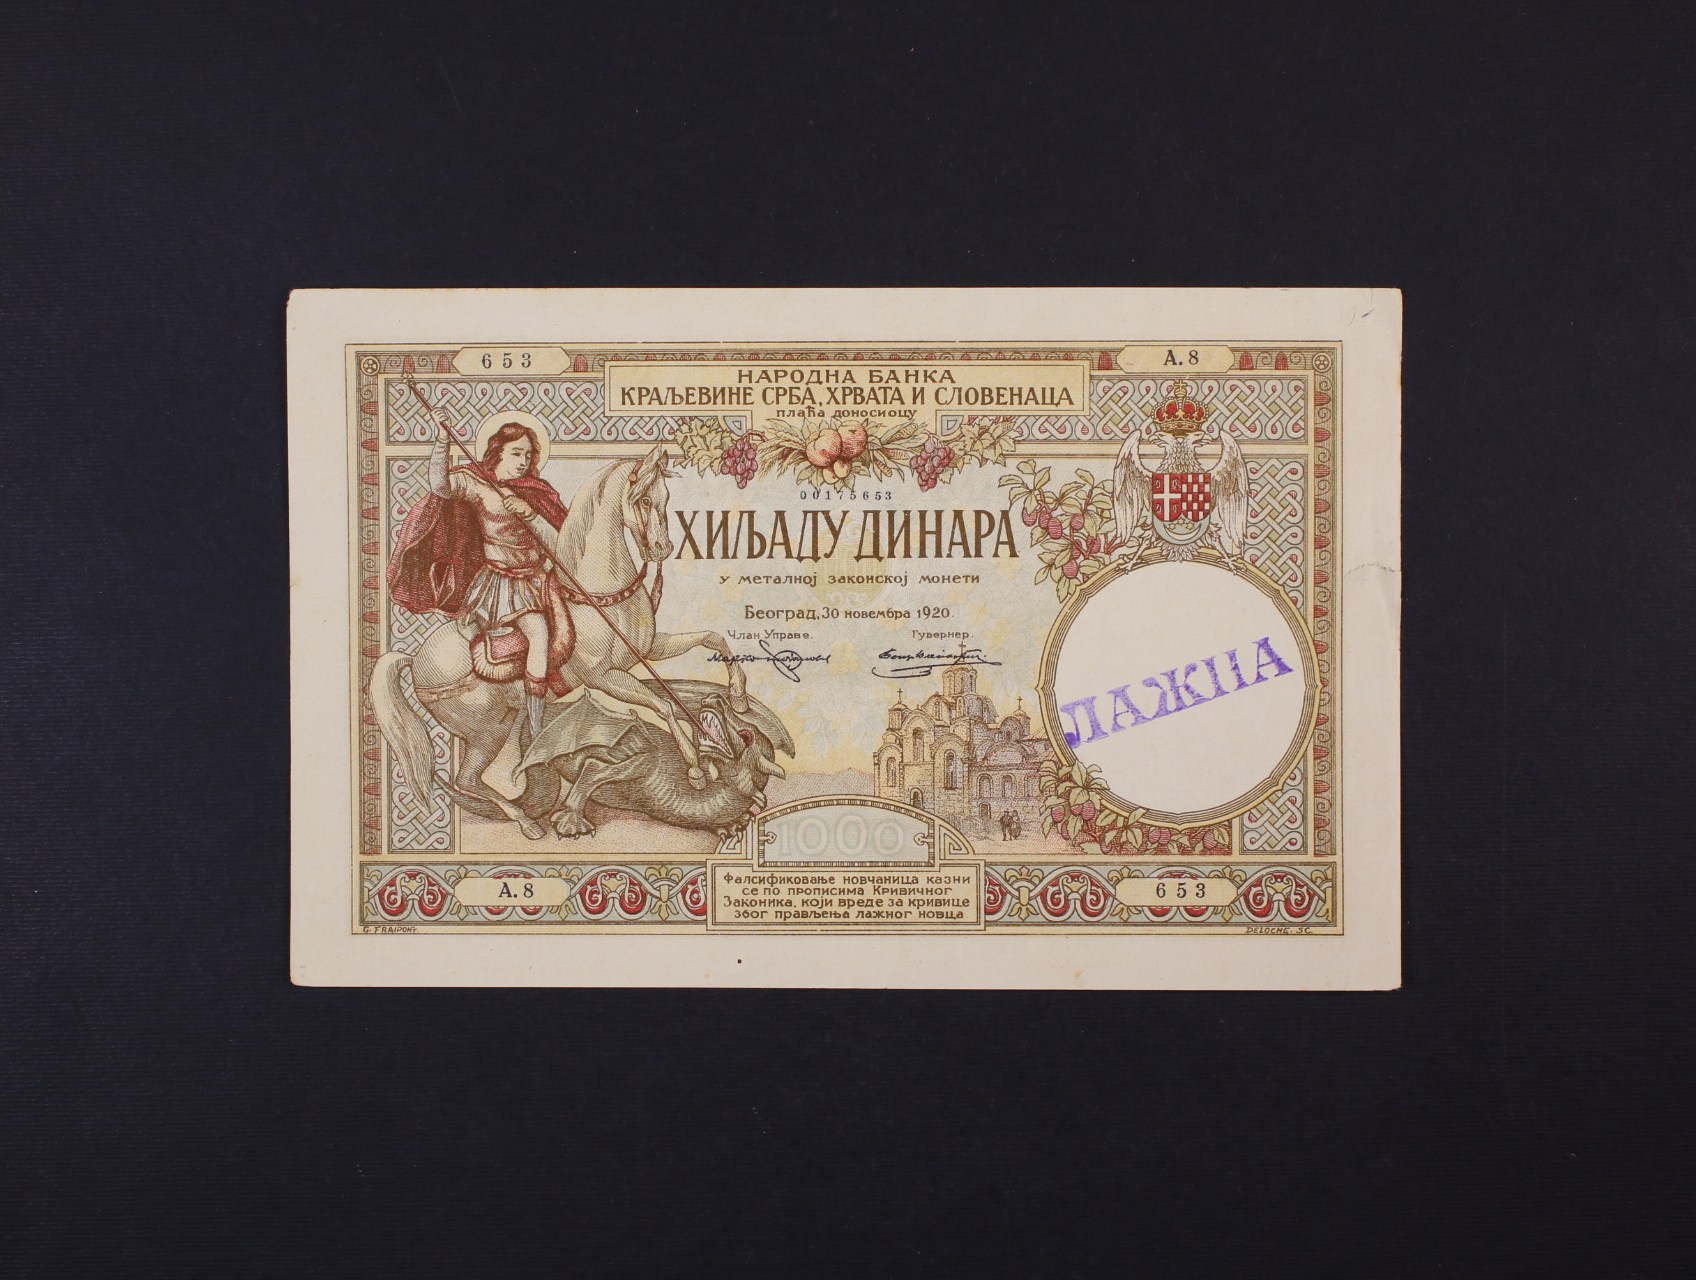 653
А.8
НАРОДНА БАНКА
КРАЉЕВИНЕ СРБА, ХРВАТА И СЛОВЕНАЦА
плаћа доносиоцу
00175653
ХИЉАДУ ДИНАРА
у металној законској монети
Београд, 30 новембра 1920.
Члан Управе.
Гувернер.
ЛАЖНА
1000
Фалсификовање новчаница казни
се по прописима Кривичног
Законика, који вреде за кривице
због прављења лажног новца
А.8
653
G. FRAIPONT.
DELOCHE. SC.